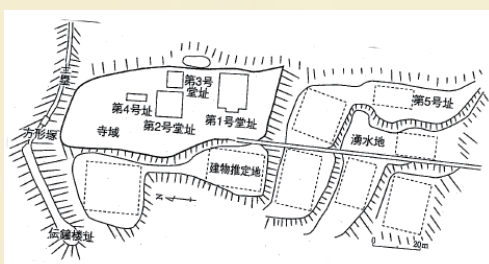 土塁
方形塚
伝鐘楼址
第3号
堂址
第4号址
第2号堂址
第1号堂址
寺域
建物推定地
N
第5号址
湧水地
0 20m